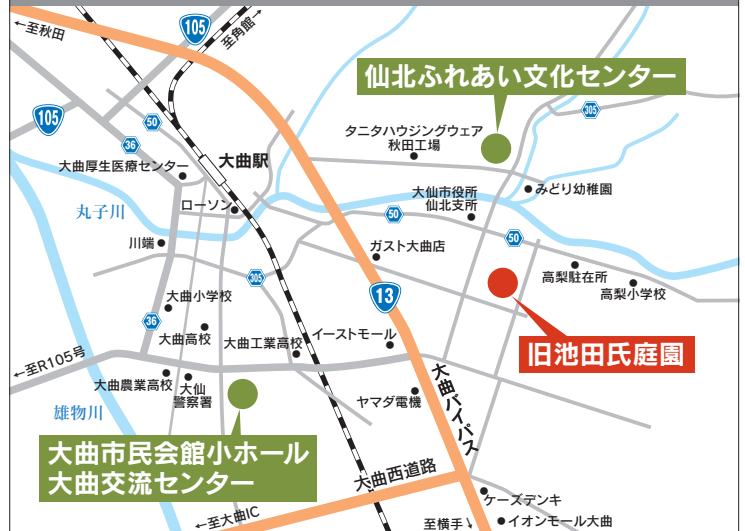 ←至秋田
105
至角館→
仙北ふれあい文化センター
105
50
305
36
タニタハウジングウェア
秋田工場
大曲駅
大曲厚生医療センター
大仙市役所
仙北支所
みどり幼稚園
丸子川
ローソン
50
50
川端
ガスト大曲店
高梨駐在所
305
高梨小学校
13
大曲小学校
36
大曲高校
大曲工業高校
イーストモール
旧池田氏庭園
←至R105号
大曲農業高校
大仙
警察署
大曲バイパス
ヤマダ電機
雄物川
大曲市民会館小ホール
大曲交流センター
大曲西道路
ケーズデンキ
←至大曲IC
至横手↓
イオンモール大曲